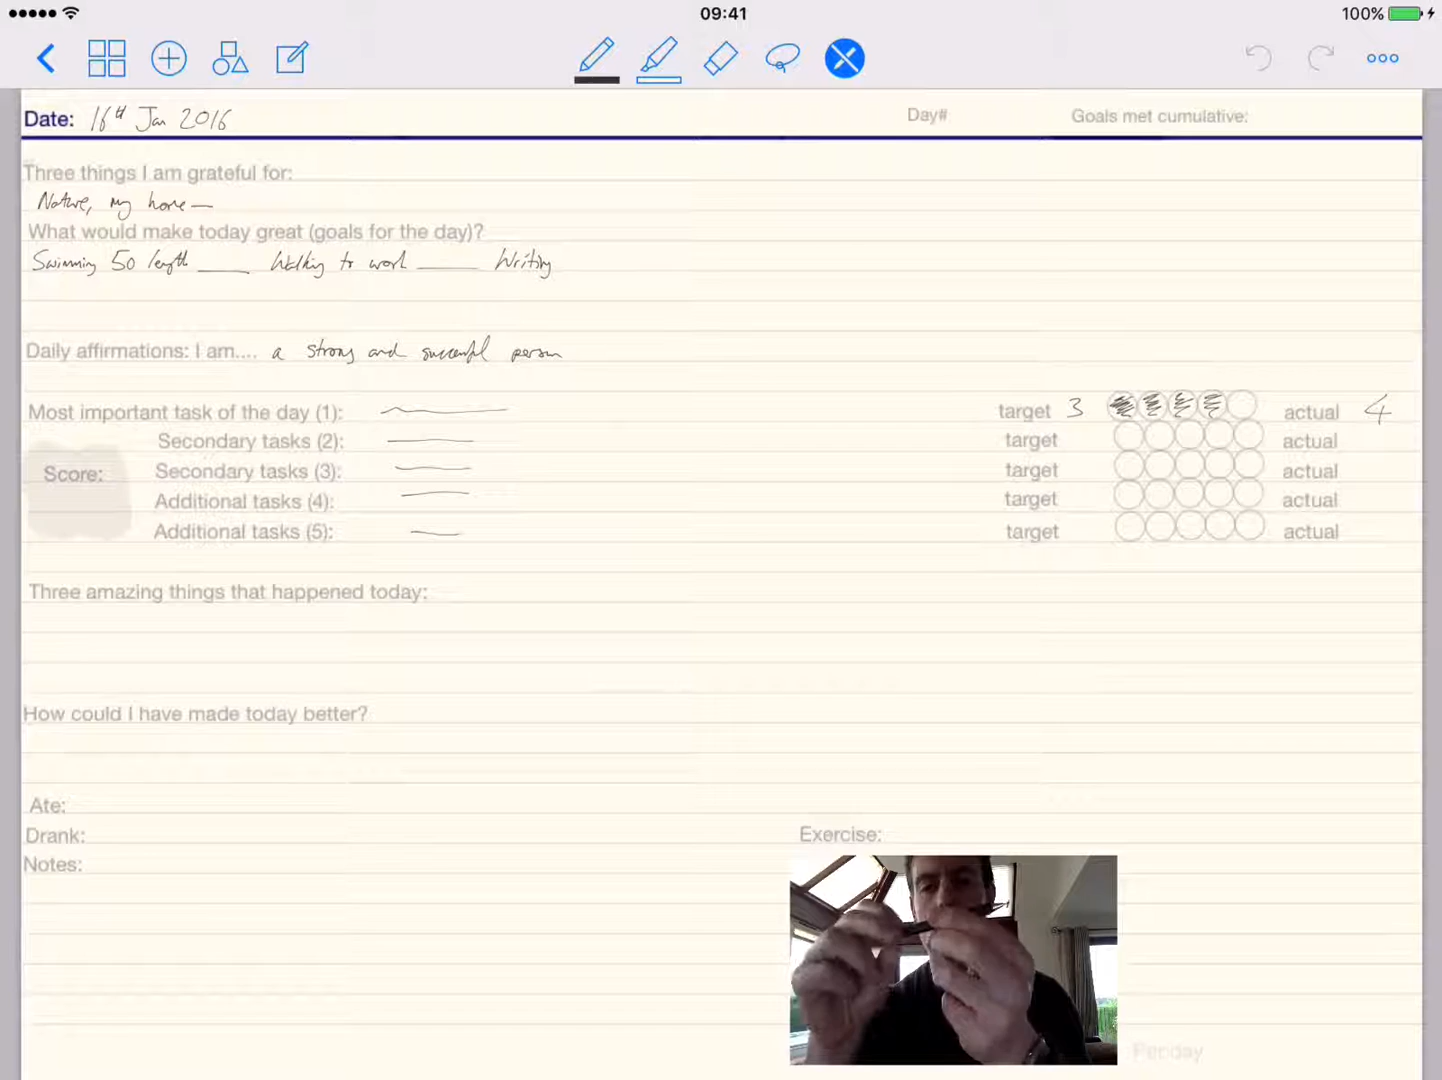 09:41 100%
Date: 16th Jan 2016 Day# Goals met cumulative:
Three things I am grateful for:
Nature, my home
What would make today great (goals for the day)?
Swimming 50 length Walking to work Writing
Daily affirmations: I am.... a strong and successful person
Most important task of the day (1): target 3 actual 4
Secondary tasks (2): target actual
Score: Secondary tasks (3): target actual
Additional tasks (4): target actual
Additional tasks (5): target actual
Three amazing things that happened today:
How could I have made today better?
Ate:
Drank: Exercise:
Notes:
Penday